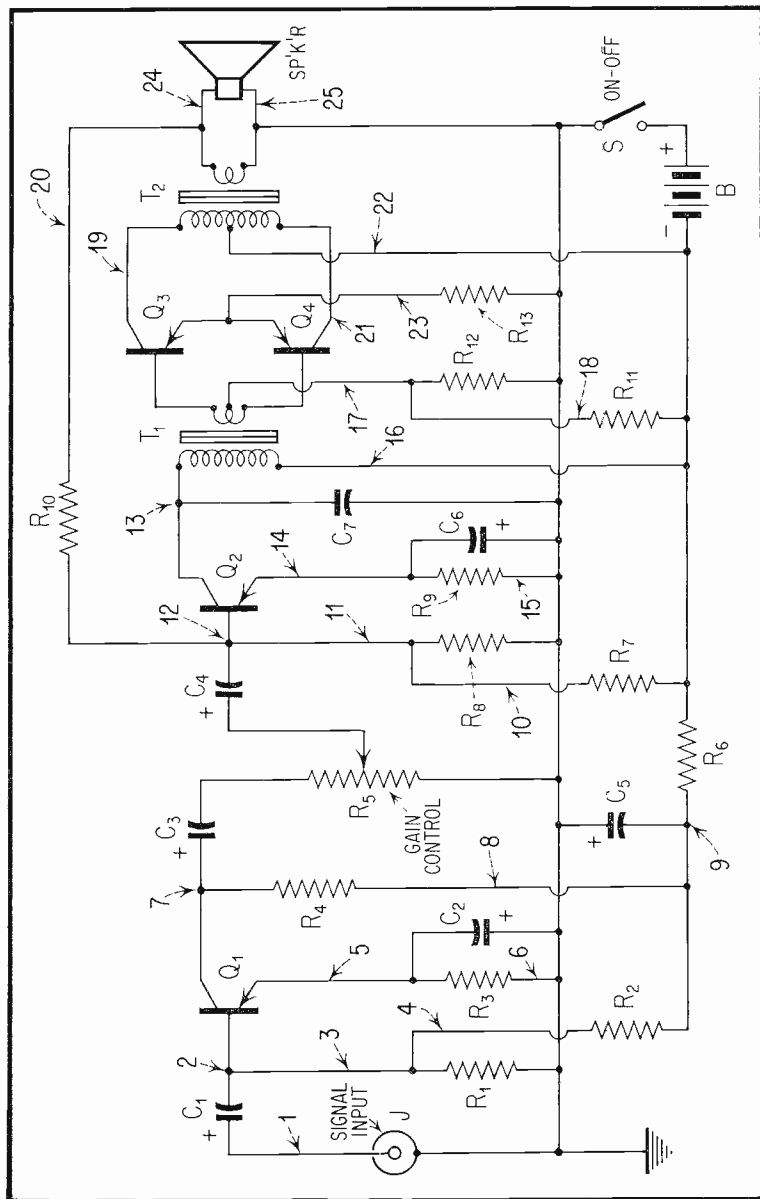 20
24
SP'K'R
25
19
T2
Q3
22
R10
21
Q4
23
R13
ON-OFF
S
+
B
−
T1
17
R12
16
18
R11
13
C7
C6
+
Q2
14
R9
15
12
11
R8
10
R7
C4
+
R5
GAIN
CONTROL
R6
C3
+
7
R4
8
C5
+
9
Q1
5
C2
+
R3
6
2
3
4
R2
C1
+
1
SIGNAL
INPUT
J
R1